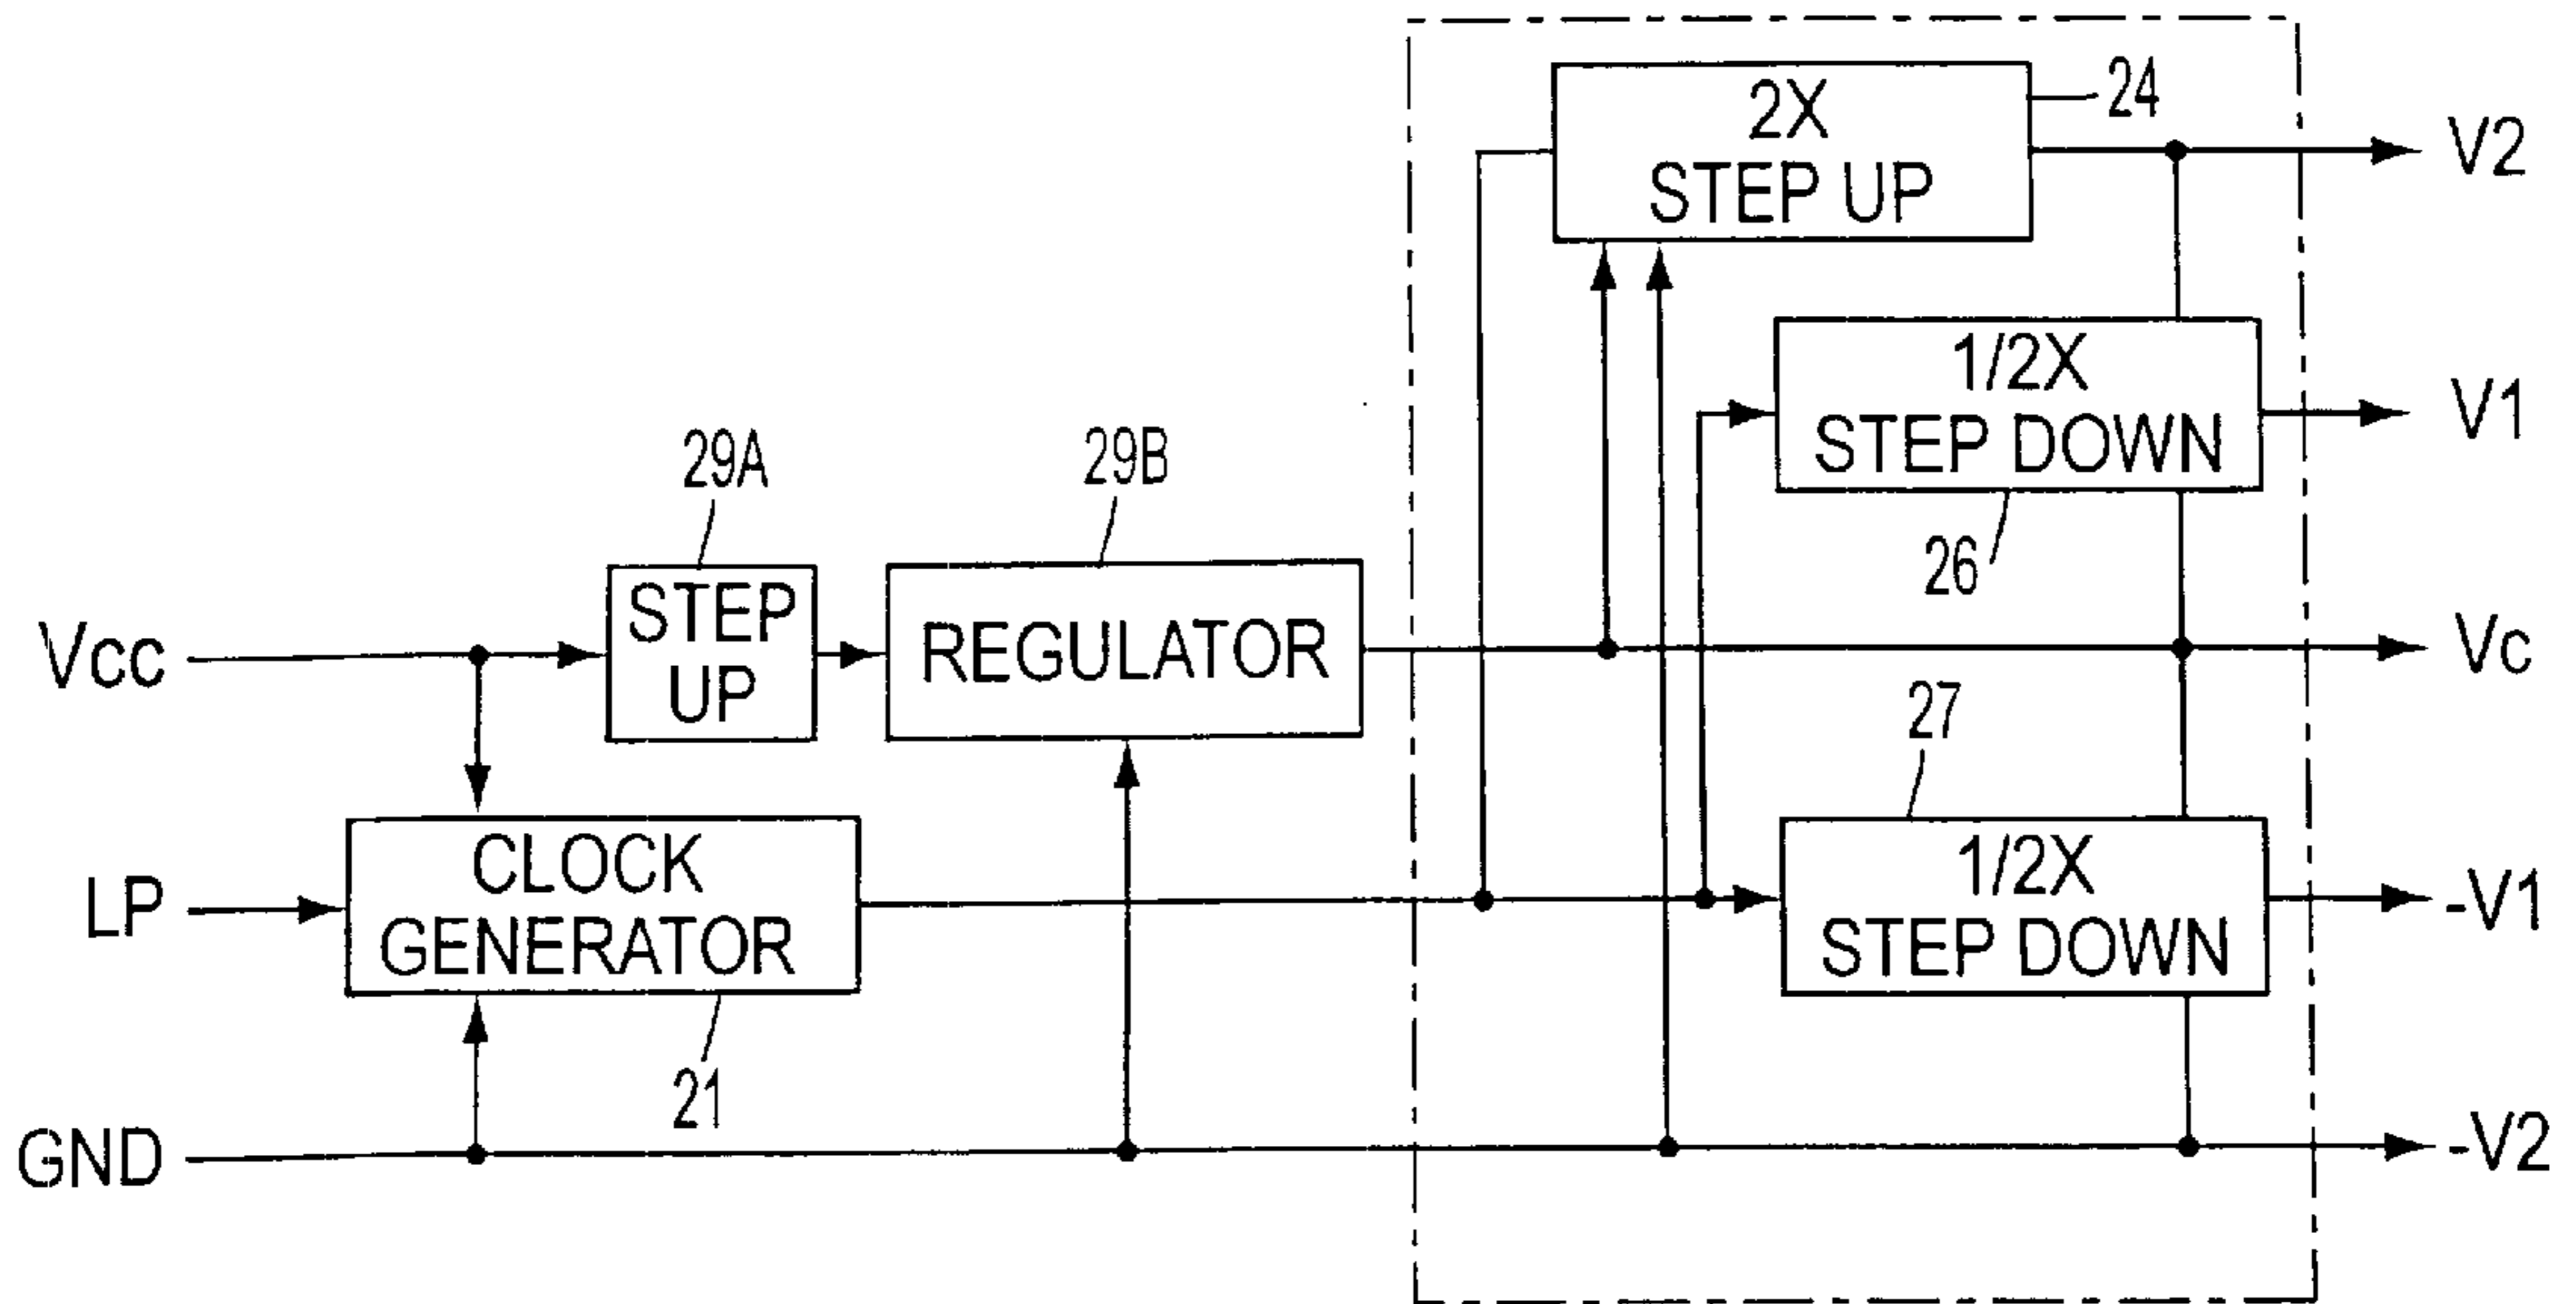 2X
STEP UP
24
V2
1/2X
STEP DOWN
V1
26
29A
29B
Vcc
STEP
UP
REGULATOR
Vc
27
LP
CLOCK
GENERATOR
1/2X
STEP DOWN
-V1
21
GND
-V2